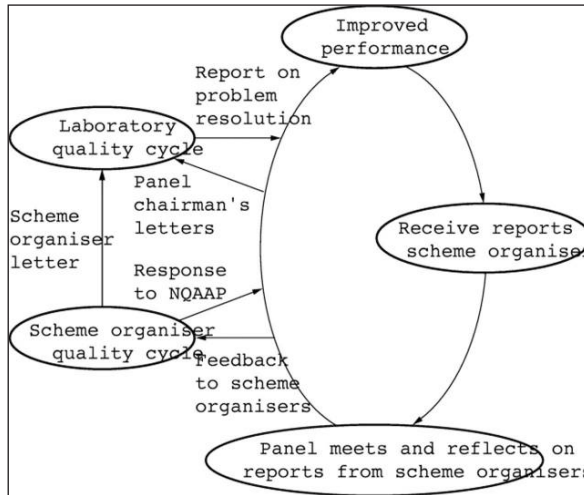 Improved
performance
Report on
problem
resolution
Laboratory
quality cycle
Panel
chairman's
letters
Scheme
organiser
letter
Receive reports
scheme organiser
Response
to NQAAP
Scheme organiser
quality cycle
Feedback
to scheme
organisers
Panel meets and reflects on
reports from scheme organisers